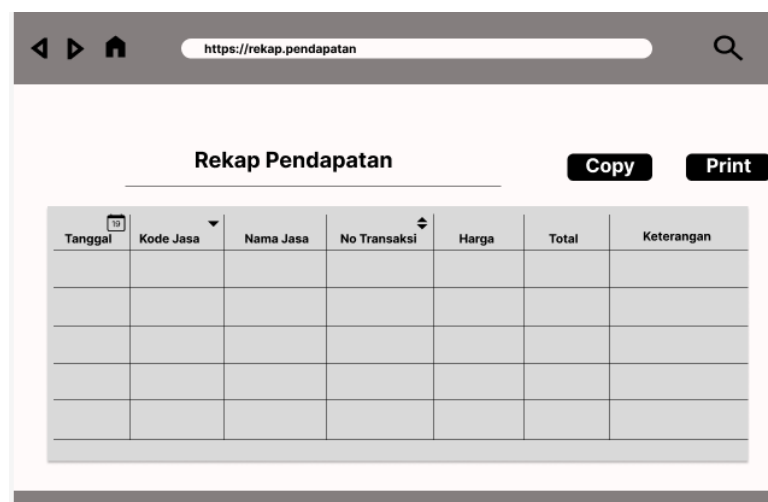 https://rekap.pendapatan
Rekap Pendapatan
Copy
Print
19
Tanggal
Kode Jasa
Nama Jasa
No Transaksi
Harga
Total
Keterangan